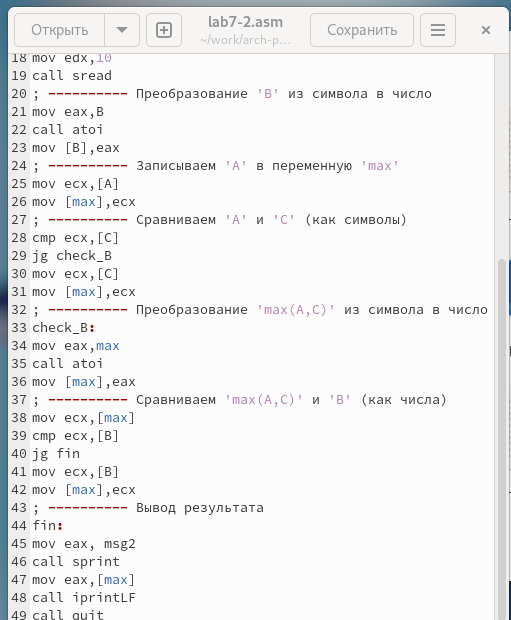 lab7-2.asm
Открыть
~/work/arch-p...
Сохранить
18 mov edx,10
19 call sread
20 ; ---------- Преобразование 'B' из символа в число
21 mov eax,B
22 call atoi
23 mov [B],eax
24 ; ---------- Записываем 'A' в переменную 'max'
25 mov ecx,[A]
26 mov [max],ecx
27 ; ---------- Сравниваем 'A' и 'C' (как символы)
28 cmp ecx,[C]
29 jg check_B
30 mov ecx,[C]
31 mov [max],ecx
32 ; ---------- Преобразование 'max(A,C)' из символа в число
33 check_B:
34 mov eax,max
35 call atoi
36 mov [max],eax
37 ; ---------- Сравниваем 'max(A,C)' и 'B' (как числа)
38 mov ecx,[max]
39 cmp ecx,[B]
40 jg fin
41 mov ecx,[B]
42 mov [max],ecx
43 ; ---------- Вывод результата
44 fin:
45 mov eax, msg2
46 call sprint
47 mov eax,[max]
48 call iprintLF
49 call quit